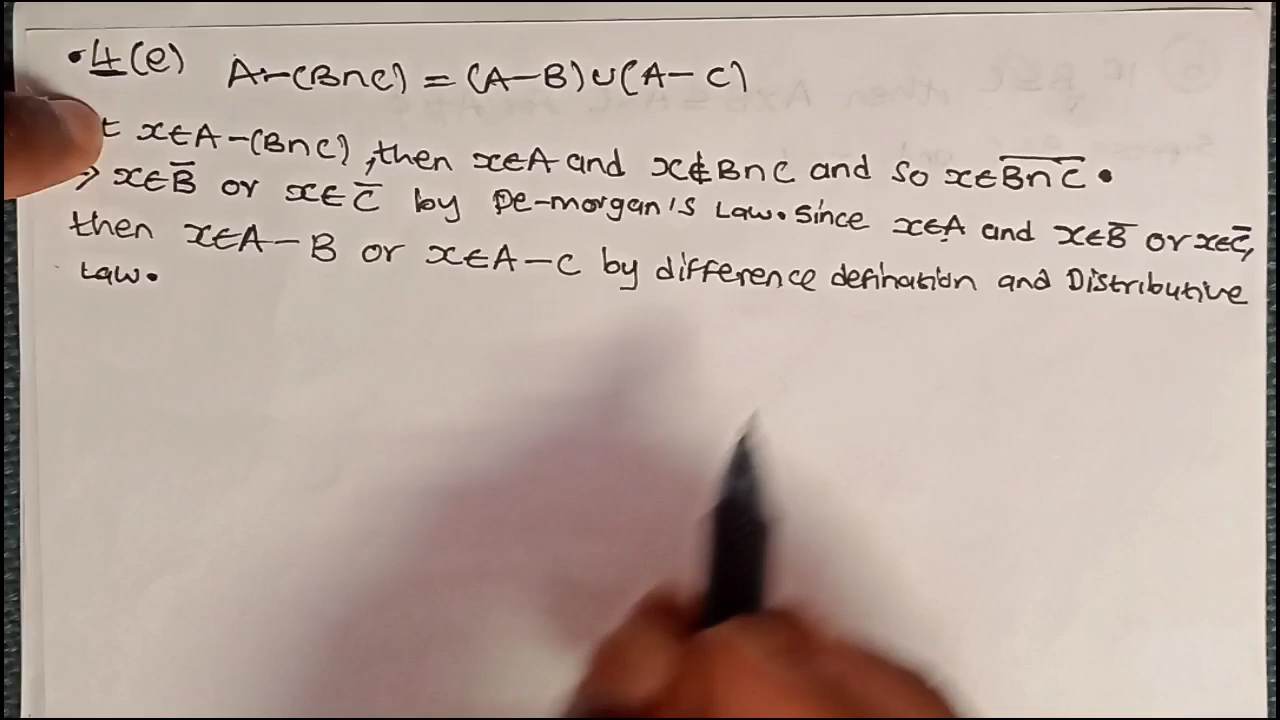 •4(e) A-(B∩C) = (A-B)∪(A-C)
x∈A-(B∩C), then x∈A and x∉B∩C and so x∈B̅∩̅C̅.
x∈B̅ or x∈C̅ by De-morgan's Law. Since x∈A and x∈B̅ or x∈C̅,
then x∈A-B or x∈A-C by difference defination and Distributive
Law.